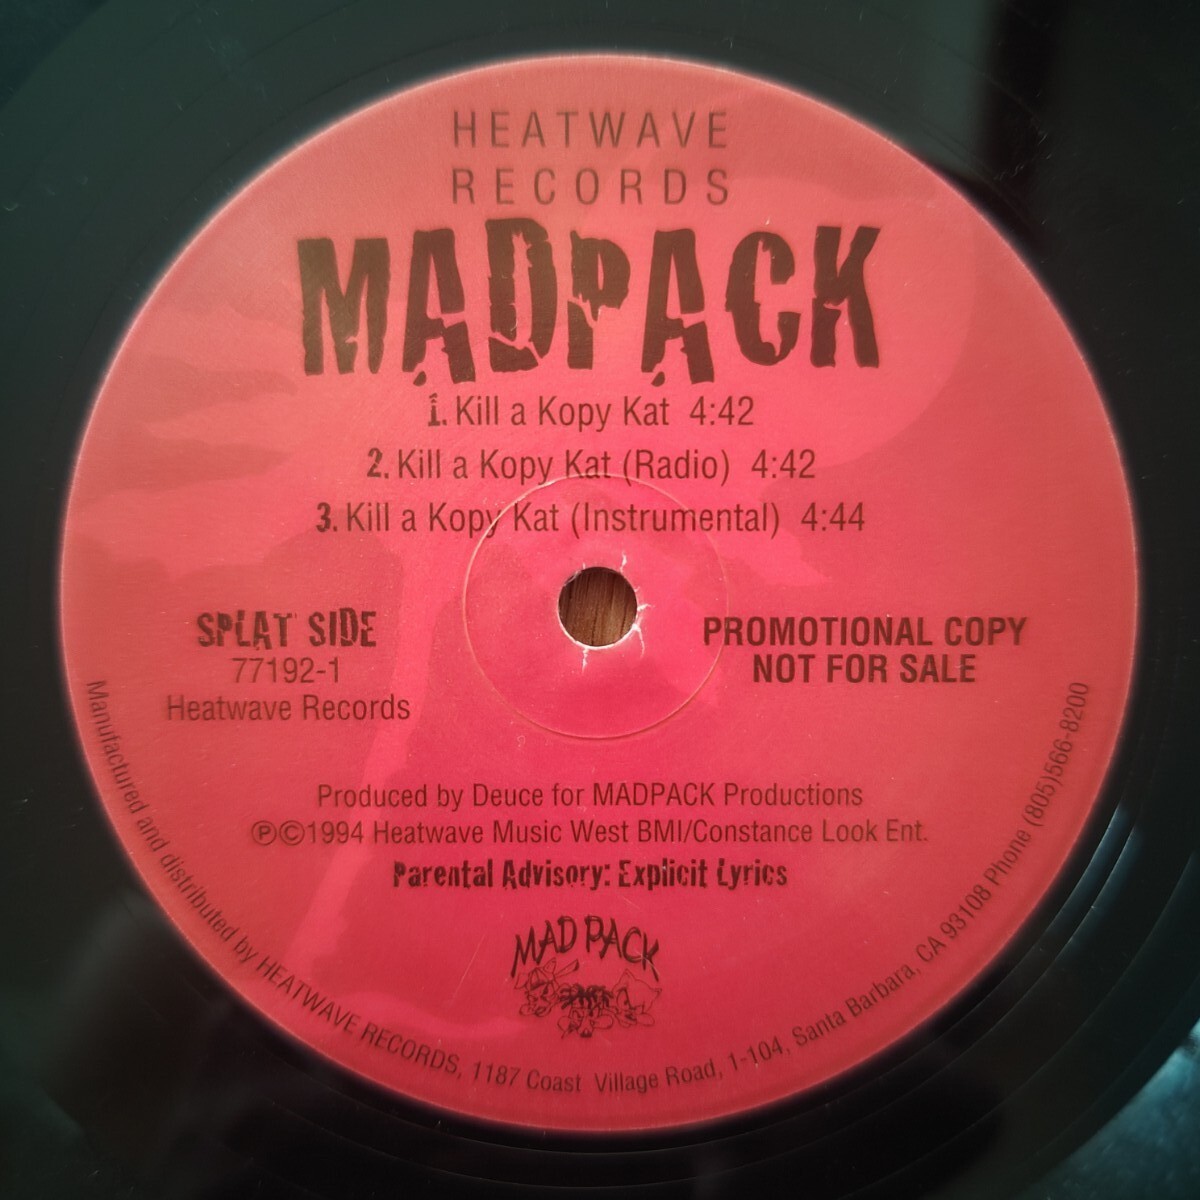 HEATWAVE
RECORDS
MADPACK
1. Kill a Kopy Kat 4:42
2. Kill a Kopy Kat (Radio) 4:42
3. Kill a Kopy Kat (Instrumental) 4:44
SPLAT SIDE
77192-1
Heatwave Records
PROMOTIONAL COPY
NOT FOR SALE
Produced by Deuce for MADPACK Productions
℗©1994 Heatwave Music West BMI/Constance Look Ent.
Parental Advisory: Explicit Lyrics
MAD PACK
Manufactured and distributed by HEATWAVE RECORDS, 1187 Coast Village Road, 1-104, Santa Barbara, CA 93108 Phone (805)566-8200